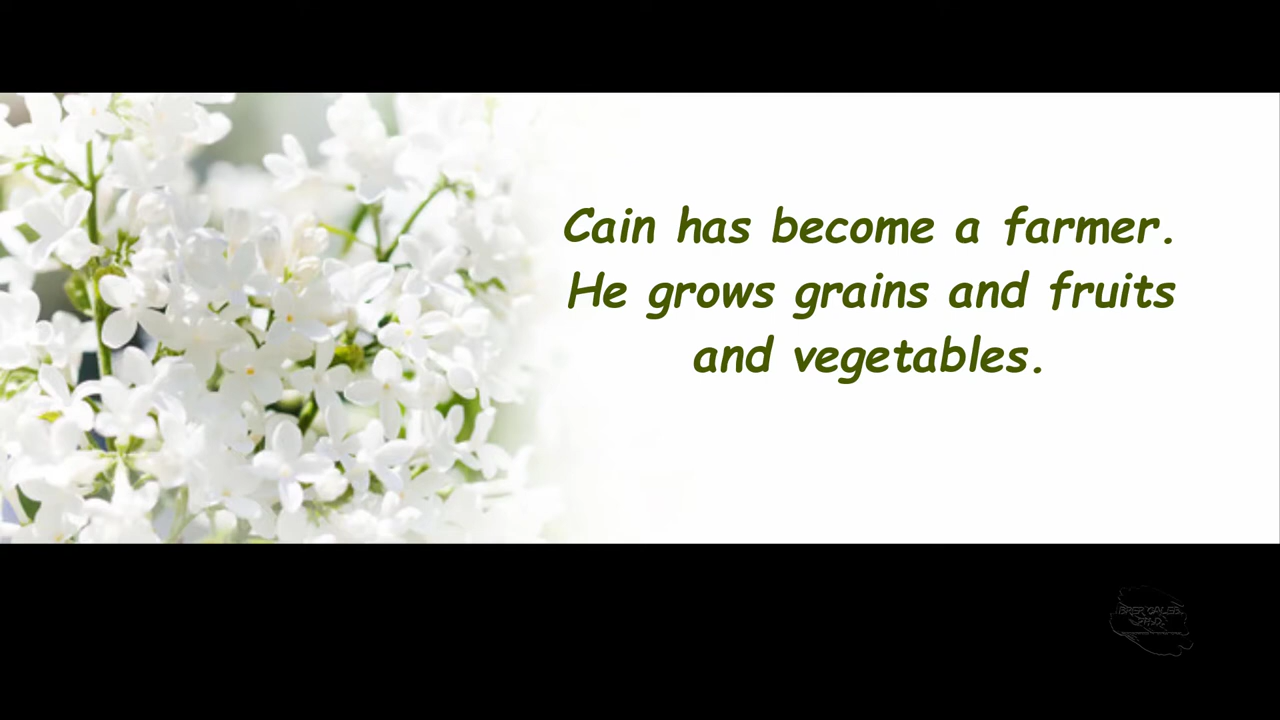 Cain has become a farmer.
He grows grains and fruits
and vegetables.